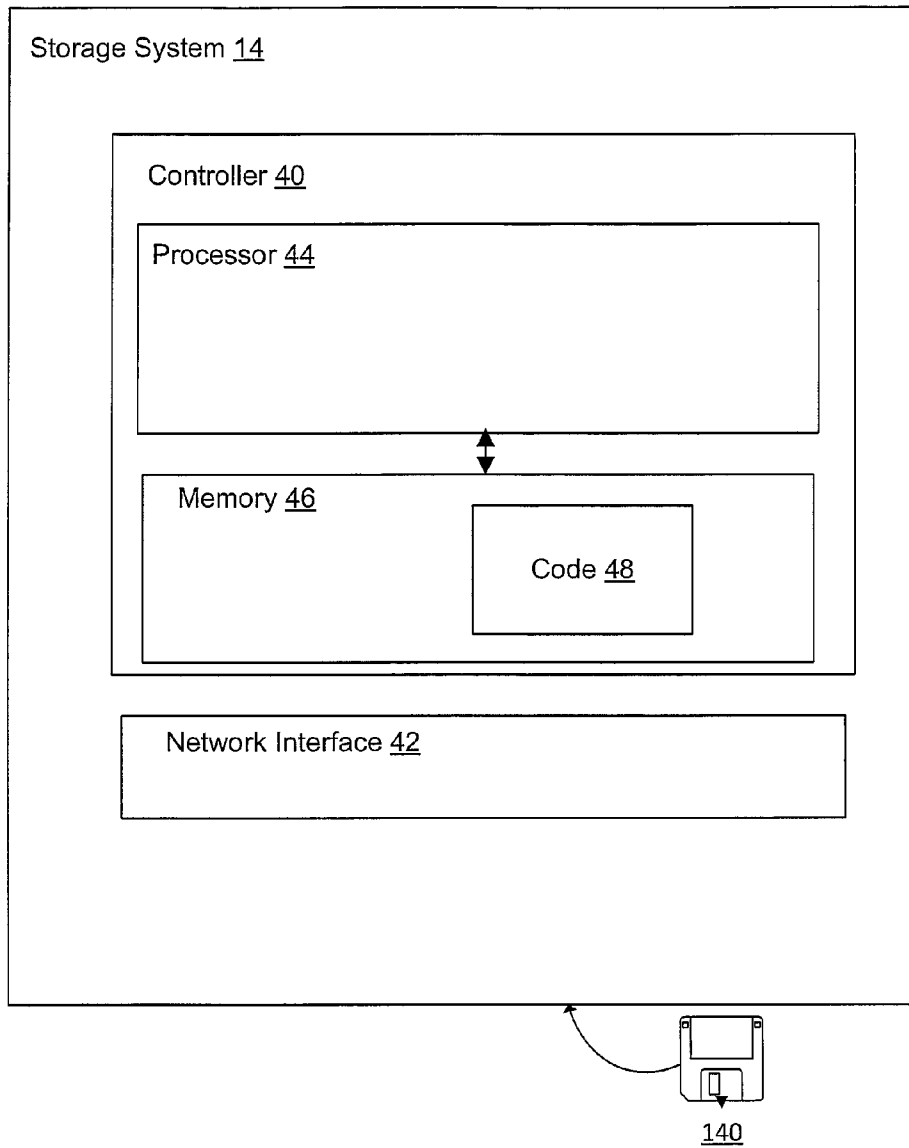 Storage System 14
Controller 40
Processor 44
Memory 46
Code 48
Network Interface 42
140